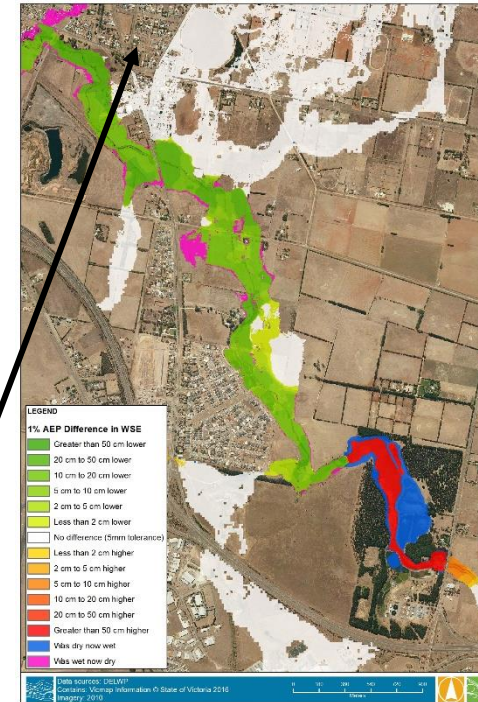 LEGEND
1% AEP Difference in WSE
Greater than 50 cm lower
20 cm to 50 cm lower
10 cm to 20 cm lower
5 cm to 10 cm lower
2 cm to 5 cm lower
Less than 2 cm lower
No difference (5mm tolerance)
Less than 2 cm higher
2 cm to 5 cm higher
5 cm to 10 cm higher
10 cm to 20 cm higher
20 cm to 50 cm higher
Greater than 50 cm higher
Was dry now wet
Was wet now dry
Data sources: DELWP
Contains: Vicmap Information © State of Victoria 2016
Imagery: 2010
Meters